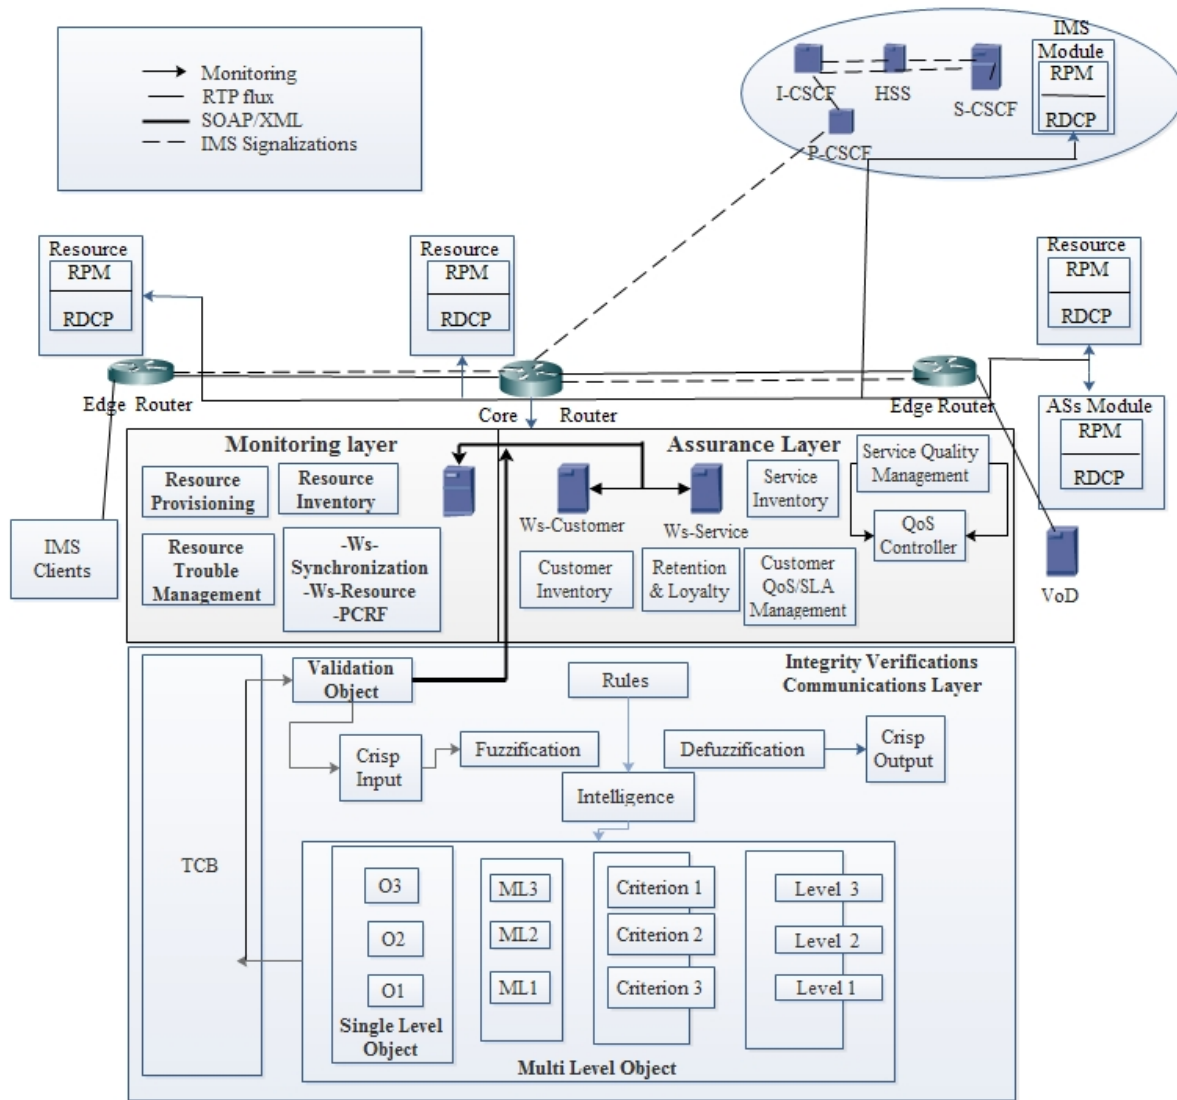 Monitoring
RTP flux
SOAP/XML
IMS Signalizations
I-CSCF
HSS
S-CSCF
P-CSCF
IMS
Module
RPM
RDCP
Resource
RPM
RDCP
Resource
RPM
RDCP
Resource
RPM
RDCP
Edge Router
Core Router
Edge Router
ASs Module
RPM
RDCP
IMS
Clients
VoD
Monitoring layer
Resource
Provisioning
Resource
Inventory
Resource
Trouble
Management
-Ws-
Synchronization
-Ws-Resource
-PCRF
Assurance Layer
Ws-Customer
Ws-Service
Service
Inventory
Service Quality
Management
QoS
Controller
Customer
Inventory
Retention
& Loyalty
Customer
QoS/SLA
Management
Integrity Verifications
Communications Layer
TCB
Validation
Object
Rules
Crisp
Input
Fuzzification
Defuzzification
Crisp
Output
Intelligence
O3
O2
O1
Single Level
Object
ML3
ML2
ML1
Criterion 1
Criterion 2
Criterion 3
Level 3
Level 2
Level 1
Multi Level Object